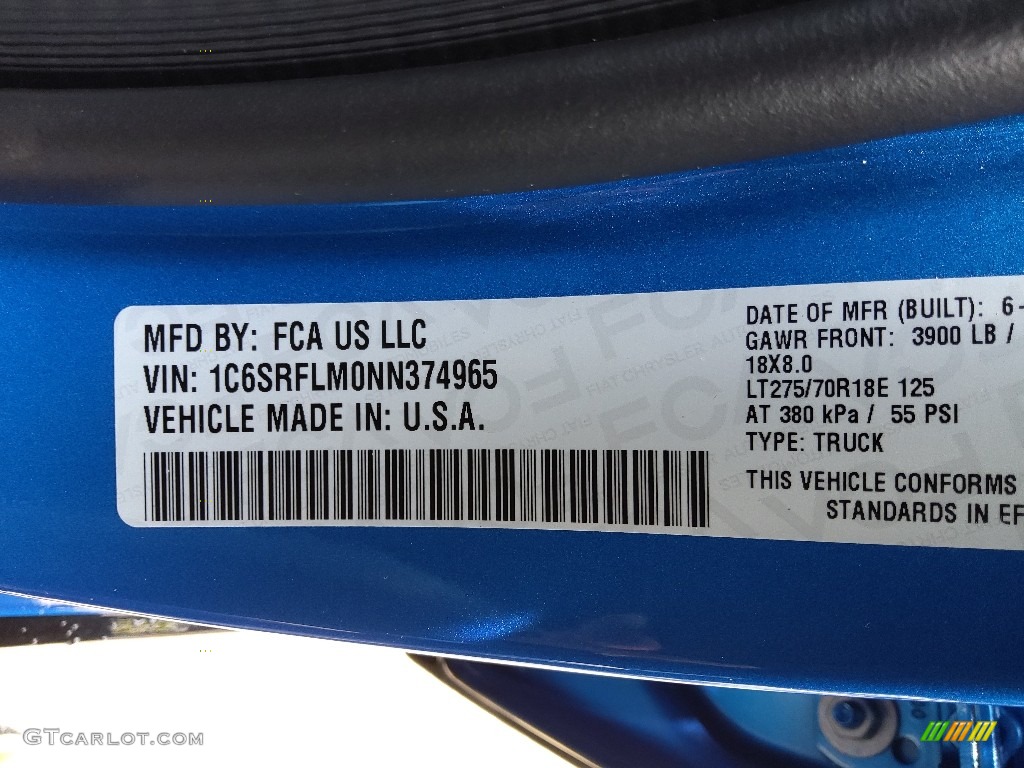 MFD BY: FCA US LLC
VIN: 1C6SRFLM0NN374965
VEHICLE MADE IN: U.S.A.
DATE OF MFR (BUILT): 6-
GAWR FRONT: 3900 LB /
18X8.0
LT275/70R18E 125
AT 380 kPa / 55 PSI
TYPE: TRUCK
THIS VEHICLE CONFORMS
STANDARDS IN EF
GTCARLOT.COM